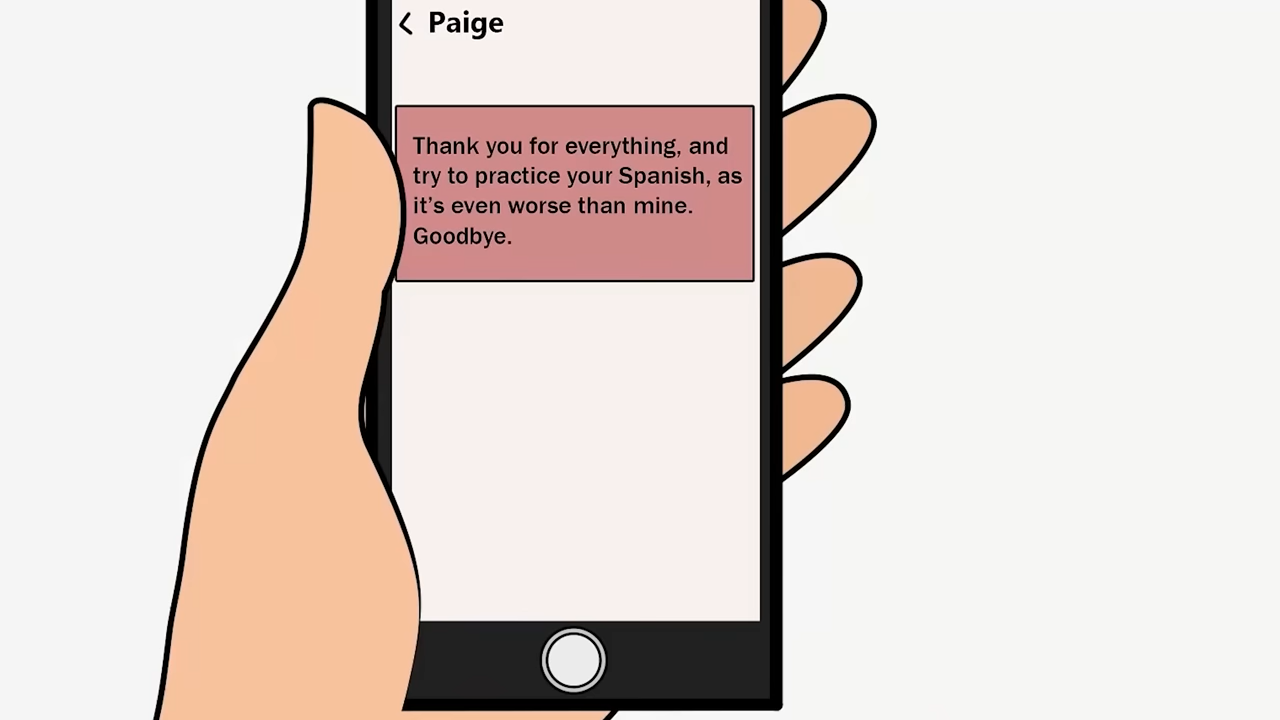 Paige
Thank you for everything, and
try to practice your Spanish, as
it’s even worse than mine.
Goodbye.